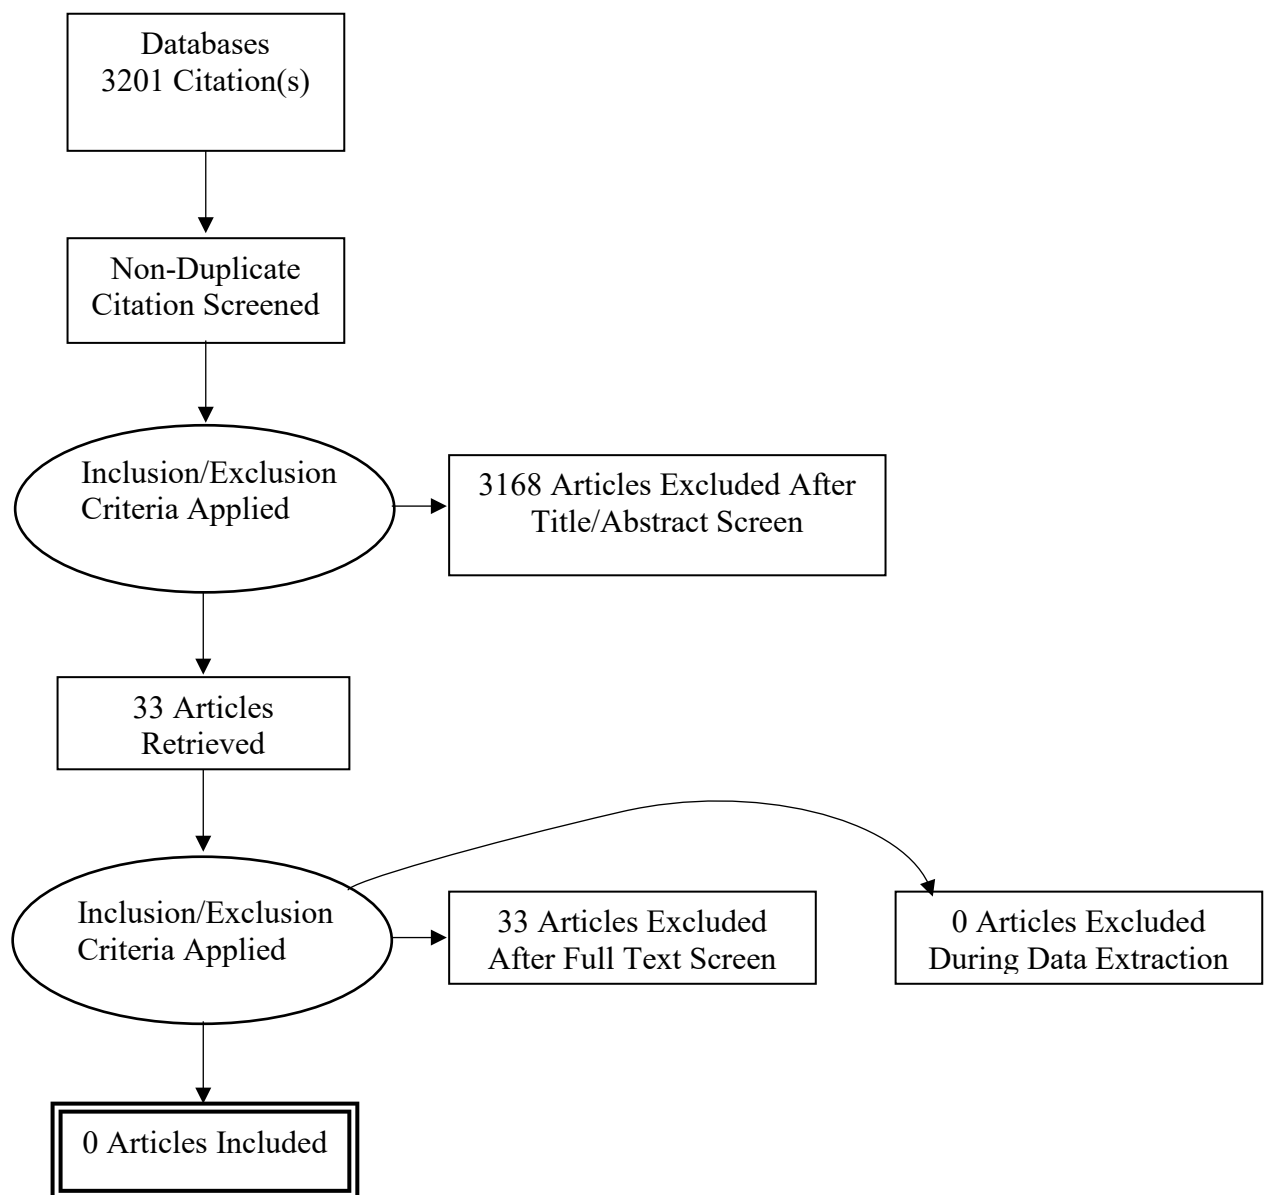 Databases
3201 Citation(s)
Non-Duplicate
Citation Screened
Inclusion/Exclusion
Criteria Applied
3168 Articles Excluded After
Title/Abstract Screen
33 Articles
Retrieved
Inclusion/Exclusion
Criteria Applied
33 Articles Excluded
After Full Text Screen
0 Articles Excluded
During Data Extraction
0 Articles Included